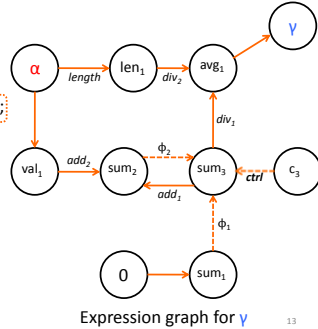 γ
α
length
len₁
div₂
avg₁
;
div₁
val₁
add₂
sum₂
ϕ₂
sum₃
ctrl
c₃
add₁
ϕ₁
0
sum₁
Expression graph for γ
13